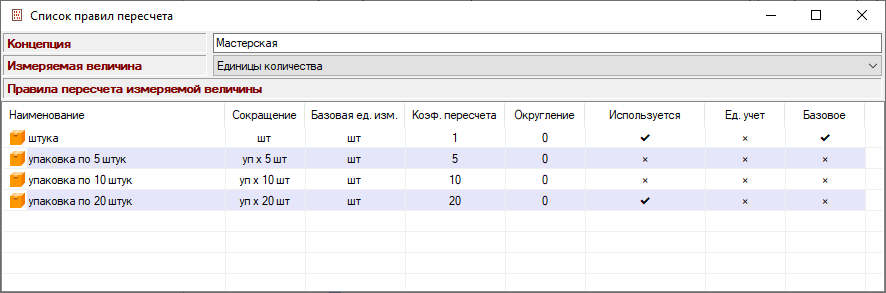 Список правил пересчета
Концепция Мастерская
Измеряемая величина Единицы количества
Правила пересчета измеряемой величины
Наименование Сокращение Базовая ед. изм. Коэф. пересчета Округление Используется Ед. учет Базовое
штука шт шт 1 0 ✔ × ✔
упаковка по 5 штук уп х 5 шт шт 5 0 × × ×
упаковка по 10 штук уп х 10 шт шт 10 0 × × ×
упаковка по 20 штук уп х 20 шт шт 20 0 ✔ × ×